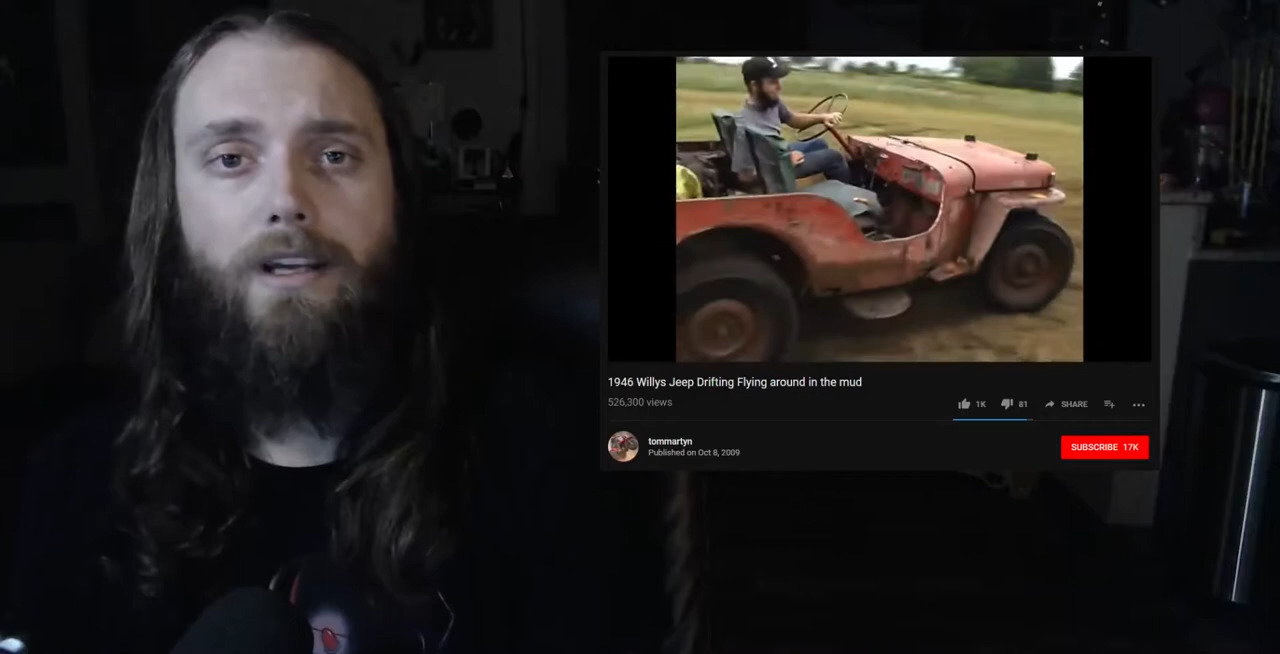 1946 Willys Jeep Drifting Flying around in the mud
526,300 views
1K 81 SHARE
tommartyn
Published on Oct 8, 2009
SUBSCRIBE 17K